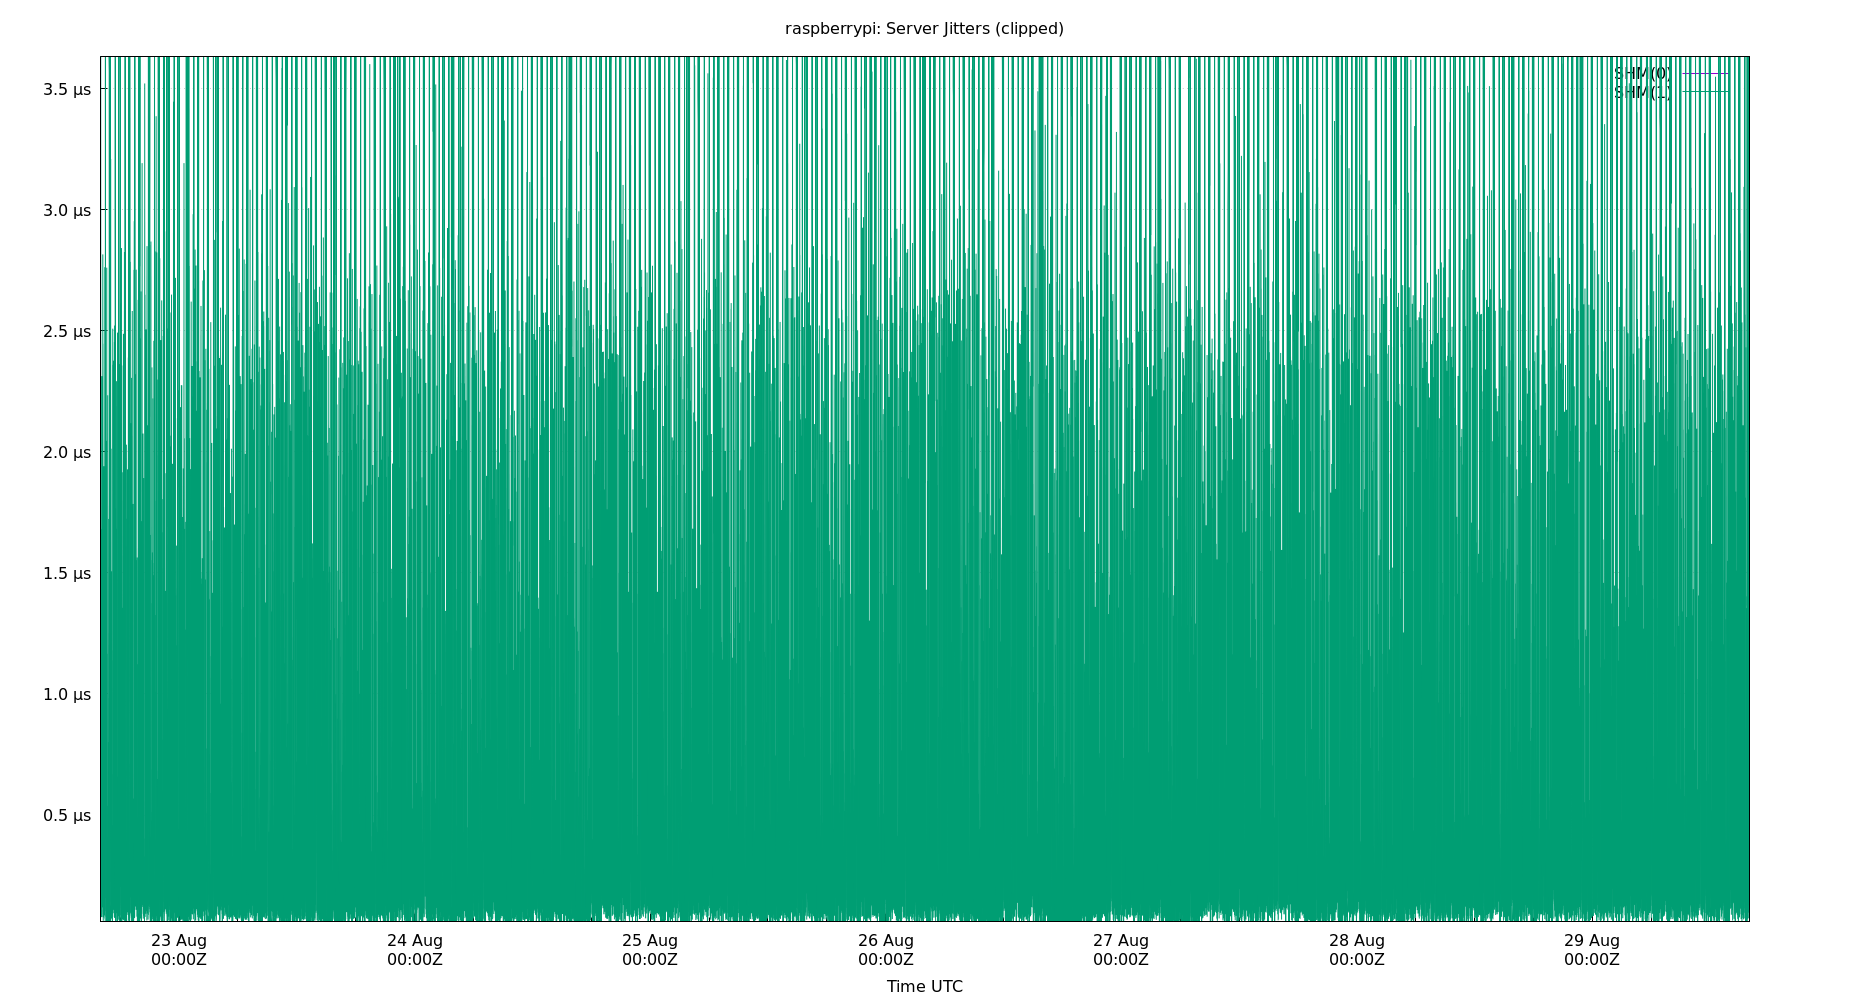 raspberrypi: Server Jitters (clipped)
SHM(0)
SHM(1)
3.5 µs
3.0 µs
2.5 µs
2.0 µs
1.5 µs
1.0 µs
0.5 µs
23 Aug 24 Aug 25 Aug 26 Aug 27 Aug 28 Aug 29 Aug
00:00Z 00:00Z 00:00Z 00:00Z 00:00Z 00:00Z 00:00Z
Time UTC